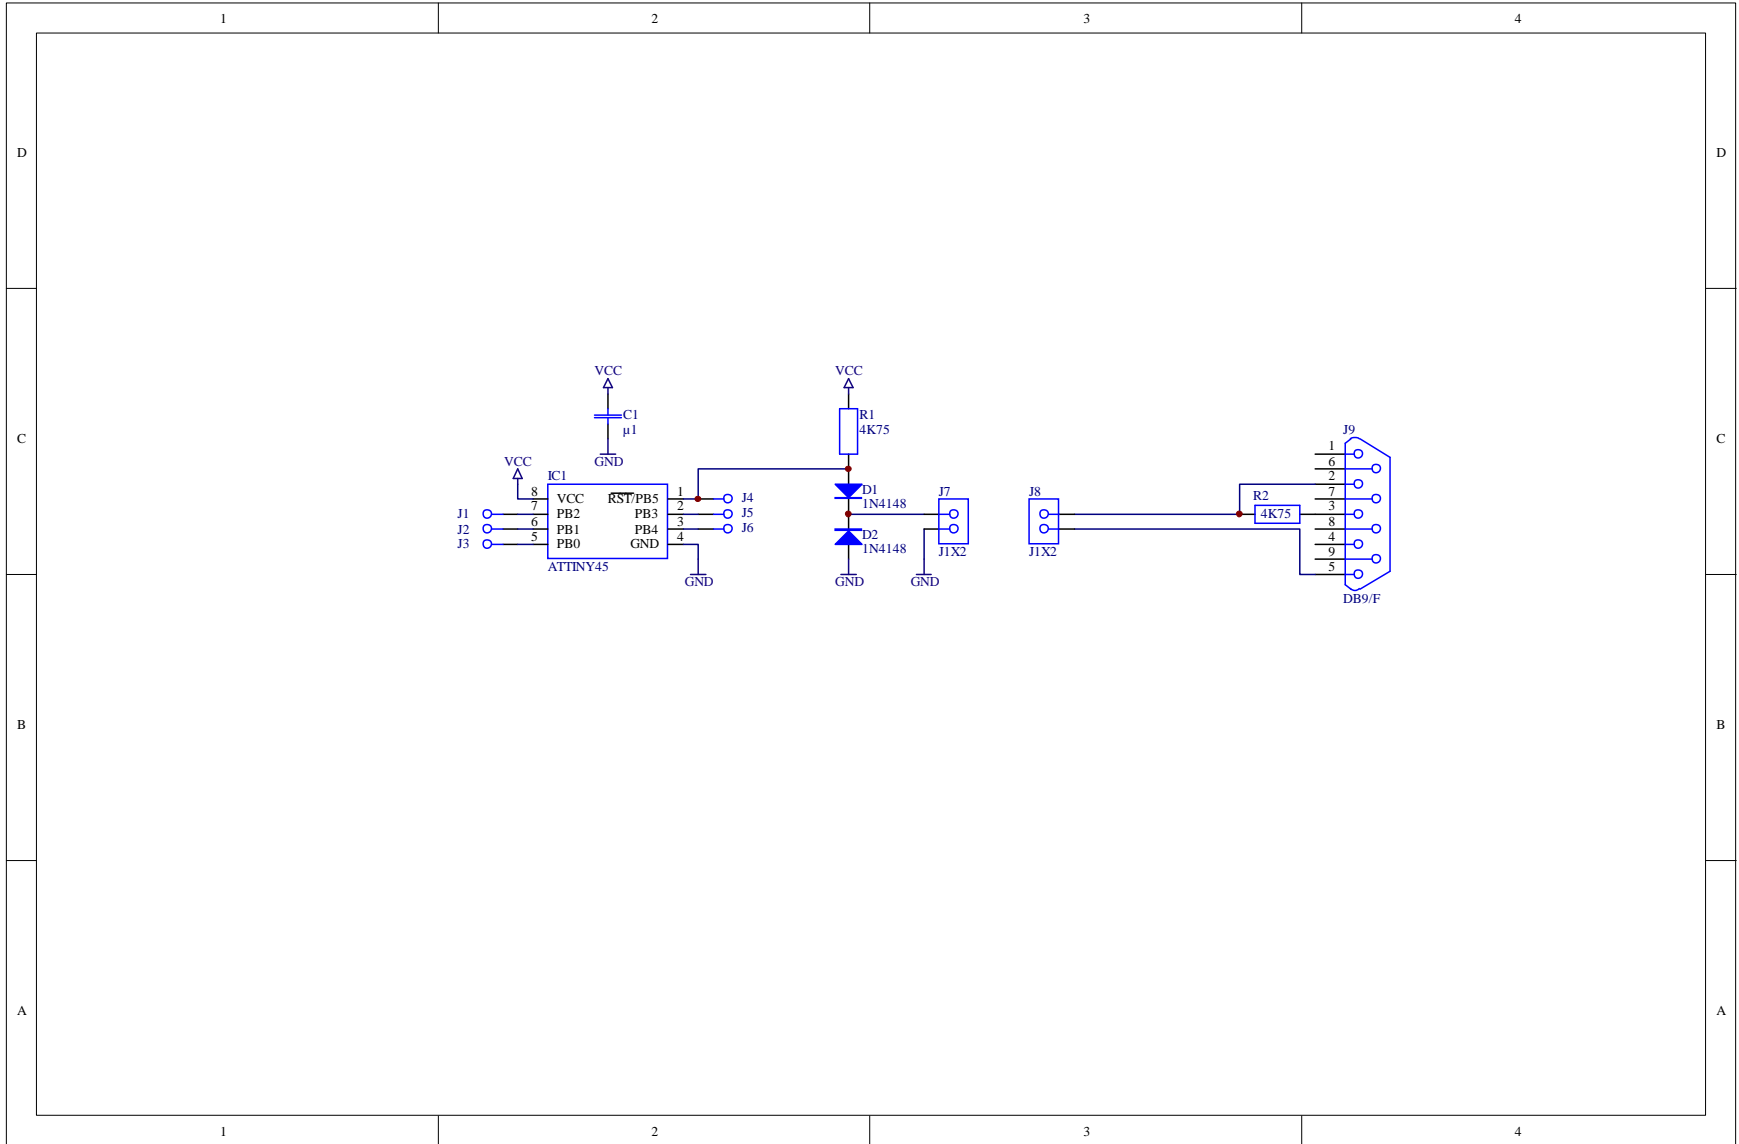 1 2 3 4
D D
VCC VCC
C1
µ1
GND
R1
4K75
C C
J9
VCC
IC1
8 VCC RST/PB5 1 J4
J1 7 PB2 PB3 2 J5
J2 6 PB1 PB4 3 J6
J3 5 PB0 GND 4
ATTINY45
GND
D1
1N4148
D2
1N4148
GND
J7
J1X2
GND
J8
J1X2
R2
4K75
1
6
2
7
3
8
4
9
5
DB9/F
B B
A A
1 2 3 4